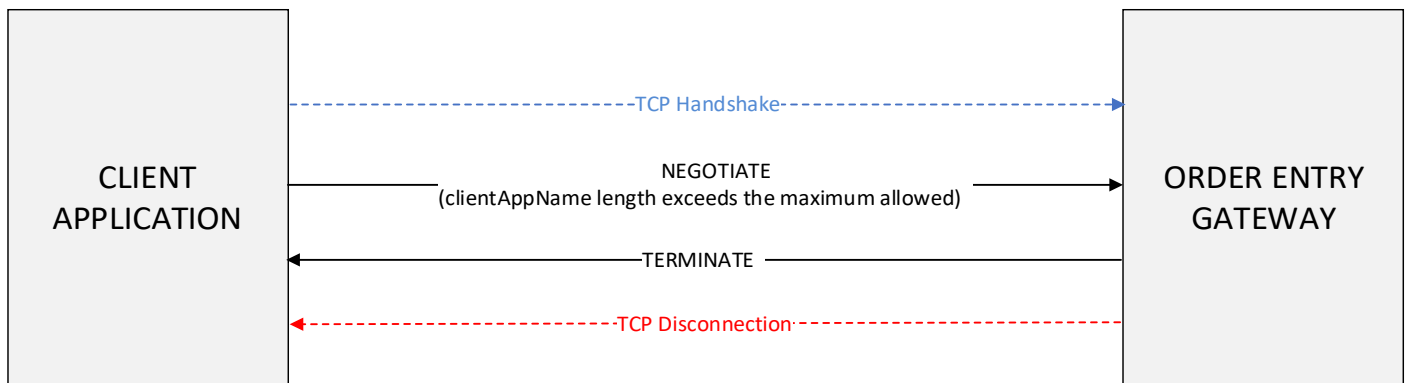 CLIENT
APPLICATION
TCP Handshake
NEGOTIATE
(clientAppName length exceeds the maximum allowed)
TERMINATE
TCP Disconnection
ORDER ENTRY
GATEWAY